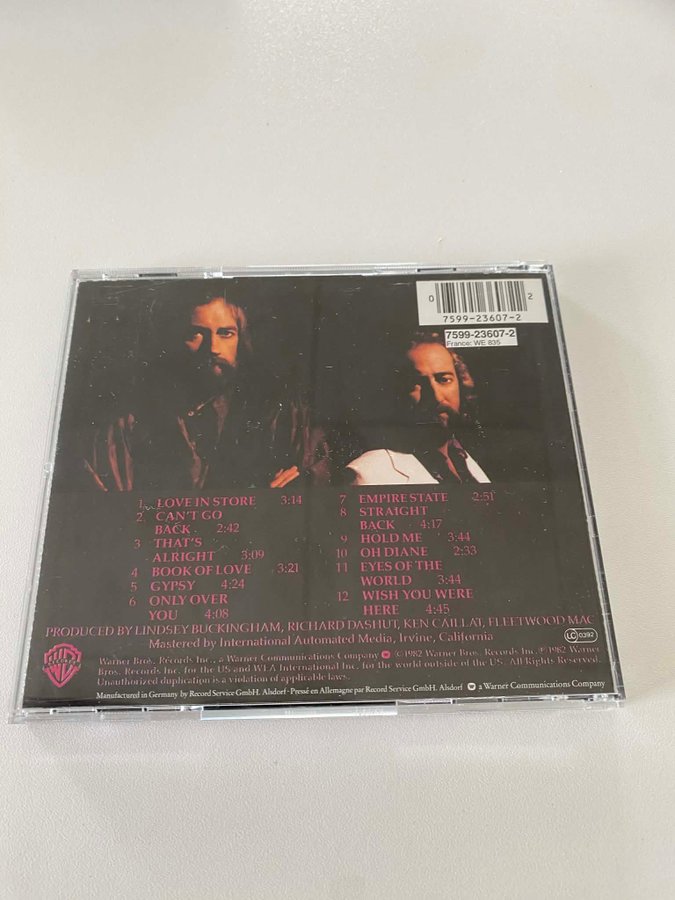 0 2
7599-23607-2
7599-23607-2
France: WE 835
1 LOVE IN STORE 3:14
2 CAN'T GO
BACK 2:42
3 THAT'S
ALRIGHT 3:09
4 BOOK OF LOVE 3:21
5 GYPSY 4:24
6 ONLY OVER
YOU 4:08
7 EMPIRE STATE 2:51
8 STRAIGHT
BACK 4:17
9 HOLD ME 3:44
10 OH DIANE 2:33
11 EYES OF THE
WORLD 3:44
12 WISH YOU WERE
HERE 4:45
PRODUCED BY LINDSEY BUCKINGHAM, RICHARD DASHUT, KEN CAILLAT, FLEETWOOD MAC
Mastered by International Automated Media, Irvine, California
LC 0392
Warner Bros. Records Inc., a Warner Communications Company © 1982 Warner Bros. Records Inc. ℗ 1982 Warner
Bros. Records Inc. for the US and WEA International Inc. for the world outside of the US. All Rights Reserved.
Unauthorized duplication is a violation of applicable laws.
Manufactured in Germany by Record Service GmbH. Alsdorf · Pressé en Allemagne par Record Service GmbH. Alsdorf a Warner Communications Company